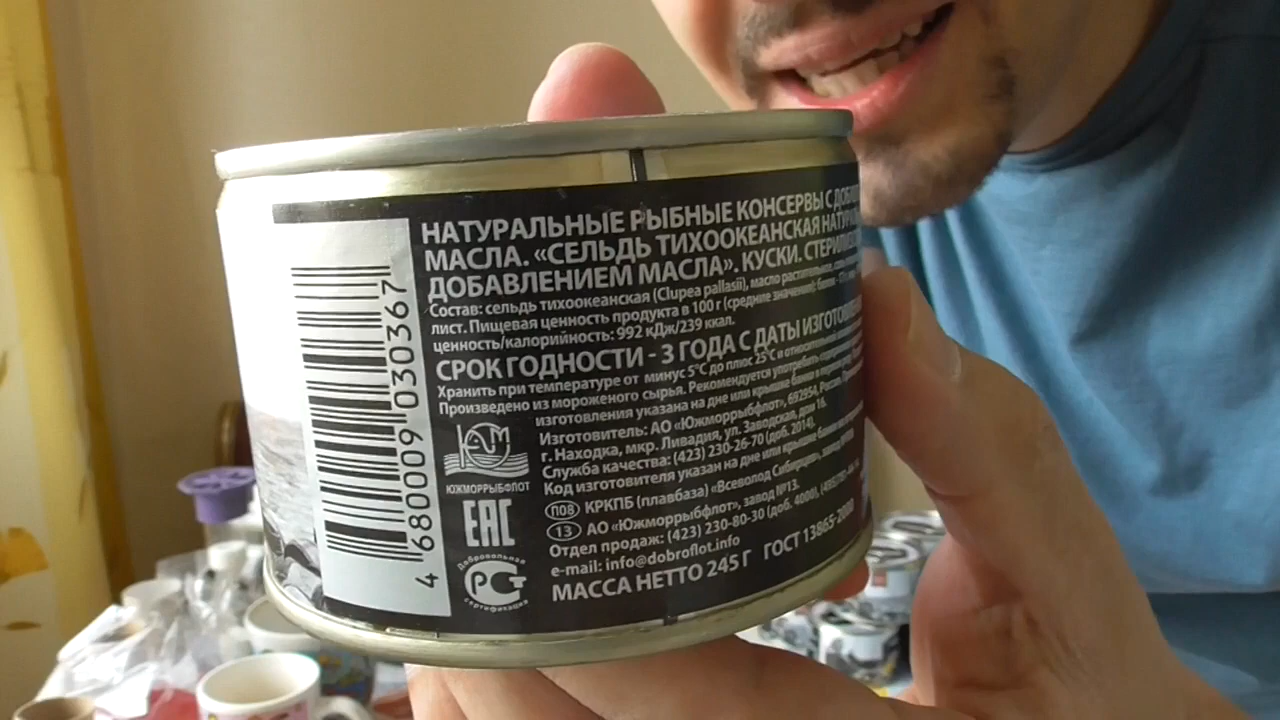 НАТУРАЛЬНЫЕ РЫБНЫЕ КОНСЕРВЫ С
МАСЛА. «СЕЛЬДЬ ТИХООКЕАНСКАЯ
ДОБАВЛЕНИЕМ МАСЛА». КУСКИ.
Состав: сельдь тихоокеанская (Clupea pallasii), масло растительное,
лист. Пищевая ценность продукта в 100 г (средние значения): белок -
ценность/калорийность: 992 кДж/239 ккал.
СРОК ГОДНОСТИ - 3 ГОДА С ДАТЫ
Хранить при температуре от минус 5°С до плюс 25°С и относительной
Произведено из мороженого сырья. Рекомендуется употребить
изготовления указана на дне или крышке банки в первом ряду.
Изготовитель: АО «Южморрыбфлот», 692954, Россия,
г. Находка, мкр. Ливадия, ул. Заводская, дом 16.
Служба качества: (423) 230-26-70 (доб. 2014).
Код изготовителя указан на дне или крышке банки
П08 КРКПБ (плавбаза) «Всеволод Сибирцев»,
13 АО «Южморрыбфлот», завод №13.
Отдел продаж: (423) 230-80-30 (доб. 4000),
e-mail: info@dobroflot.info
МАССА НЕТТО 245 Г ГОСТ 13865-2000
ЮЖМОРРЫБФЛОТ
EAC
Добровольная
РСТ
сертификация
4 680009 030367